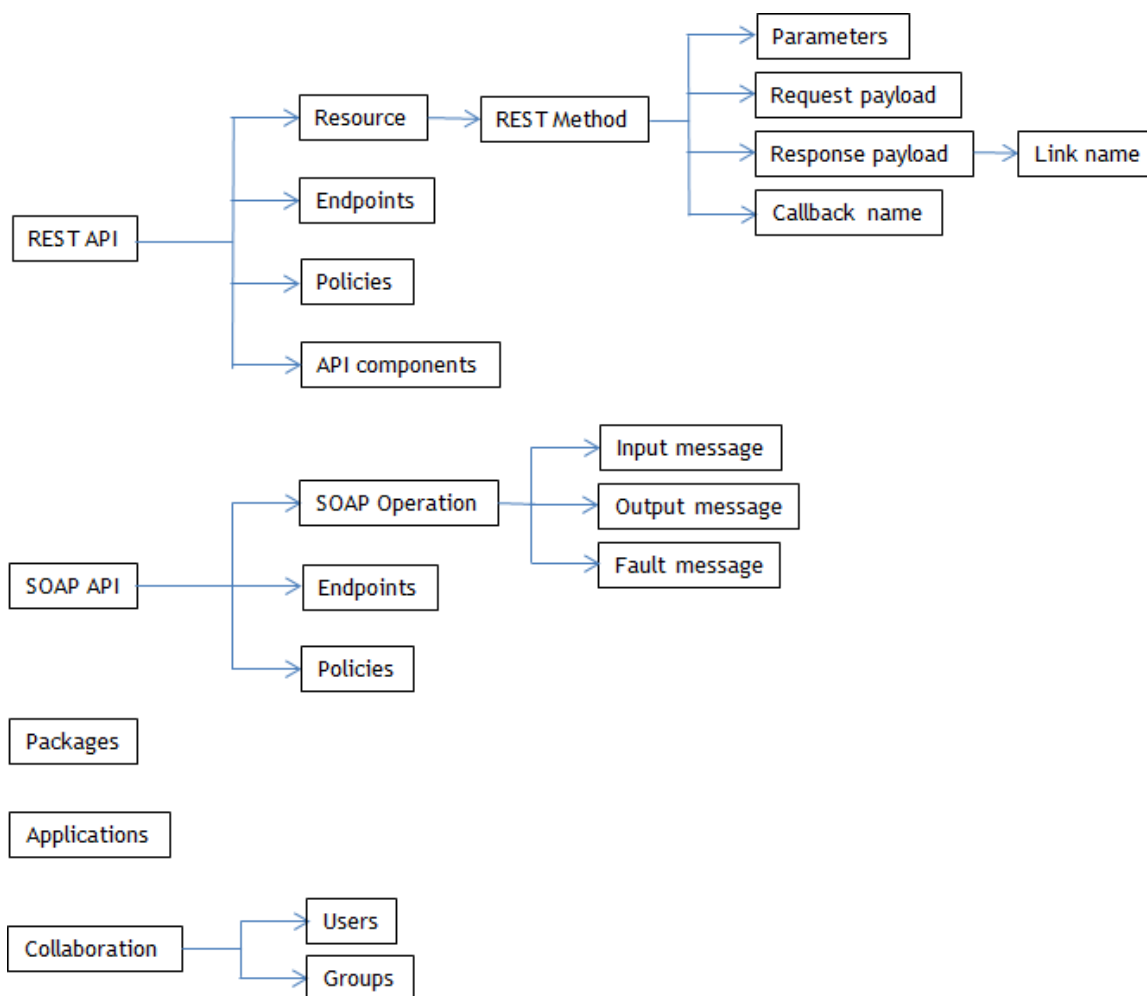 Parameters
Request payload
Resource
REST Method
Response payload
Link name
Endpoints
Callback name
REST API
Policies
API components
Input message
SOAP Operation
Output message
Fault message
SOAP API
Endpoints
Policies
Packages
Applications
Users
Collaboration
Groups